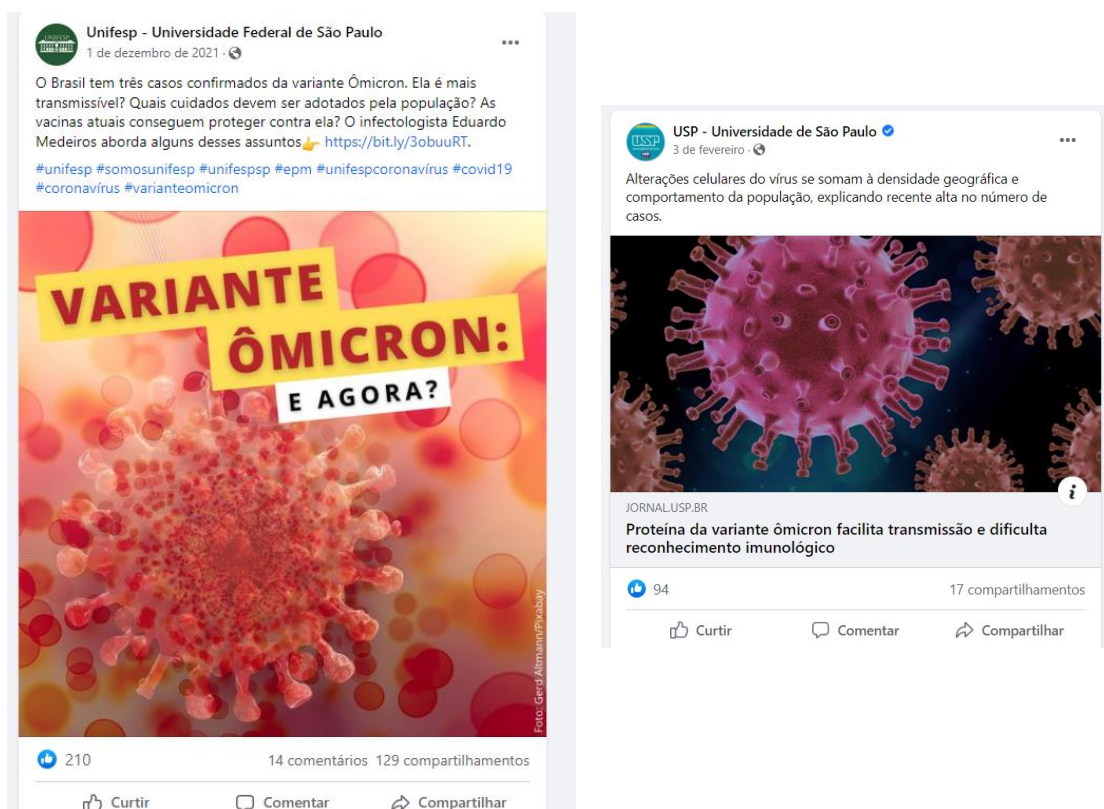 Unifesp - Universidade Federal de São Paulo
1 de dezembro de 2021 ·
O Brasil tem três casos confirmados da variante Ômicron. Ela é mais
transmissível? Quais cuidados devem ser adotados pela população? As
vacinas atuais conseguem proteger contra ela? O infectologista Eduardo
Medeiros aborda alguns desses assuntos👉 https://bit.ly/3obuuRT.
#unifesp #somosunifesp #unifespsp #epm #unifespcoronavírus #covid19
#coronavírus #varianteomicron
UNIFESP
VARIANTE
ÔMICRON:
E AGORA?
Foto: Gerd Altmann/Pixabay
210
14 comentários 129 compartilhamentos
Curtir Comentar Compartilhar
USP
USP - Universidade de São Paulo
3 de fevereiro ·
Alterações celulares do vírus se somam à densidade geográfica e
comportamento da população, explicando recente alta no número de
casos.
JORNAL.USP.BR
Proteína da variante ômicron facilita transmissão e dificulta
reconhecimento imunológico
94
17 compartilhamentos
Curtir Comentar Compartilhar